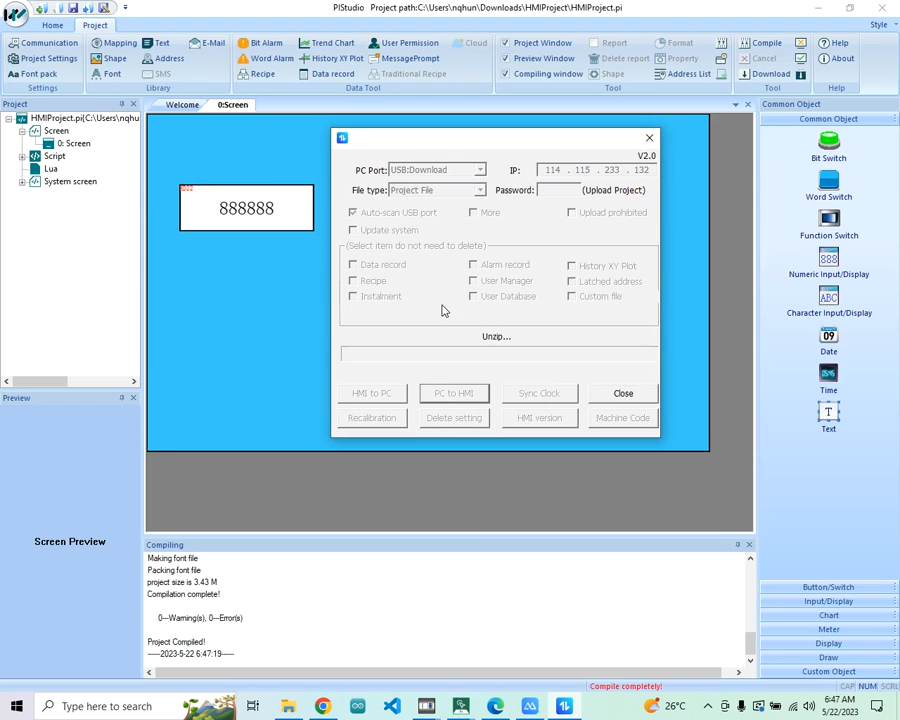 PIStudio    Project path:C:\Users\nqhun\Downloads\HMIProject\HMIProject.pi
Home Project Style
Communication Mapping Text E-Mail Bit Alarm Trend Chart User Permission Cloud Project Window Report Format Compile Help
Project Settings Shape Address Word Alarm History XY Plot MessagePrompt Preview Window Delete report Property Cancel About
Font pack Font SMS Recipe Data record Traditional Recipe Compiling window Shape Address List Download
Settings Library Data Tool Tool Tool Help
Project
Welcome 0:Screen
Common Object
HMIProject.pi{C:\Users\nqhun
Screen
0: Screen
Script
Lua
System screen
Preview
Screen Preview
888888
V2.0
PC Port: USB:Download IP: 114 . 115 . 233 . 132
File type: Project File Password: (Upload Project)
Auto-scan USB port More Upload prohibited
Update system
(Select item do not need to delete)
Data record Alarm record History XY Plot
Recipe User Manager Latched address
Instalment User Database Custom file
Unzip...
HMI to PC PC to HMI Sync Clock Close
Recalibration Delete setting HMI version Machine Code
Common Object
Bit Switch
Word Switch
Function Switch
888
Numeric Input/Display
ABC
Character Input/Display
09
Date
Time
T
Text
Button/Switch
Input/Display
Chart
Meter
Display
Draw
Custom Object
Compiling
Making font file
Packing font file
project size is 3.43 M
Compilation complete!
0---Warning(s), 0---Error(s)
Project Compiled!
-----2023-5-22 6:47:19-----
Compile completely! CAP NUM SCRL
Type here to search
26°C
6:47 AM
5/22/2023